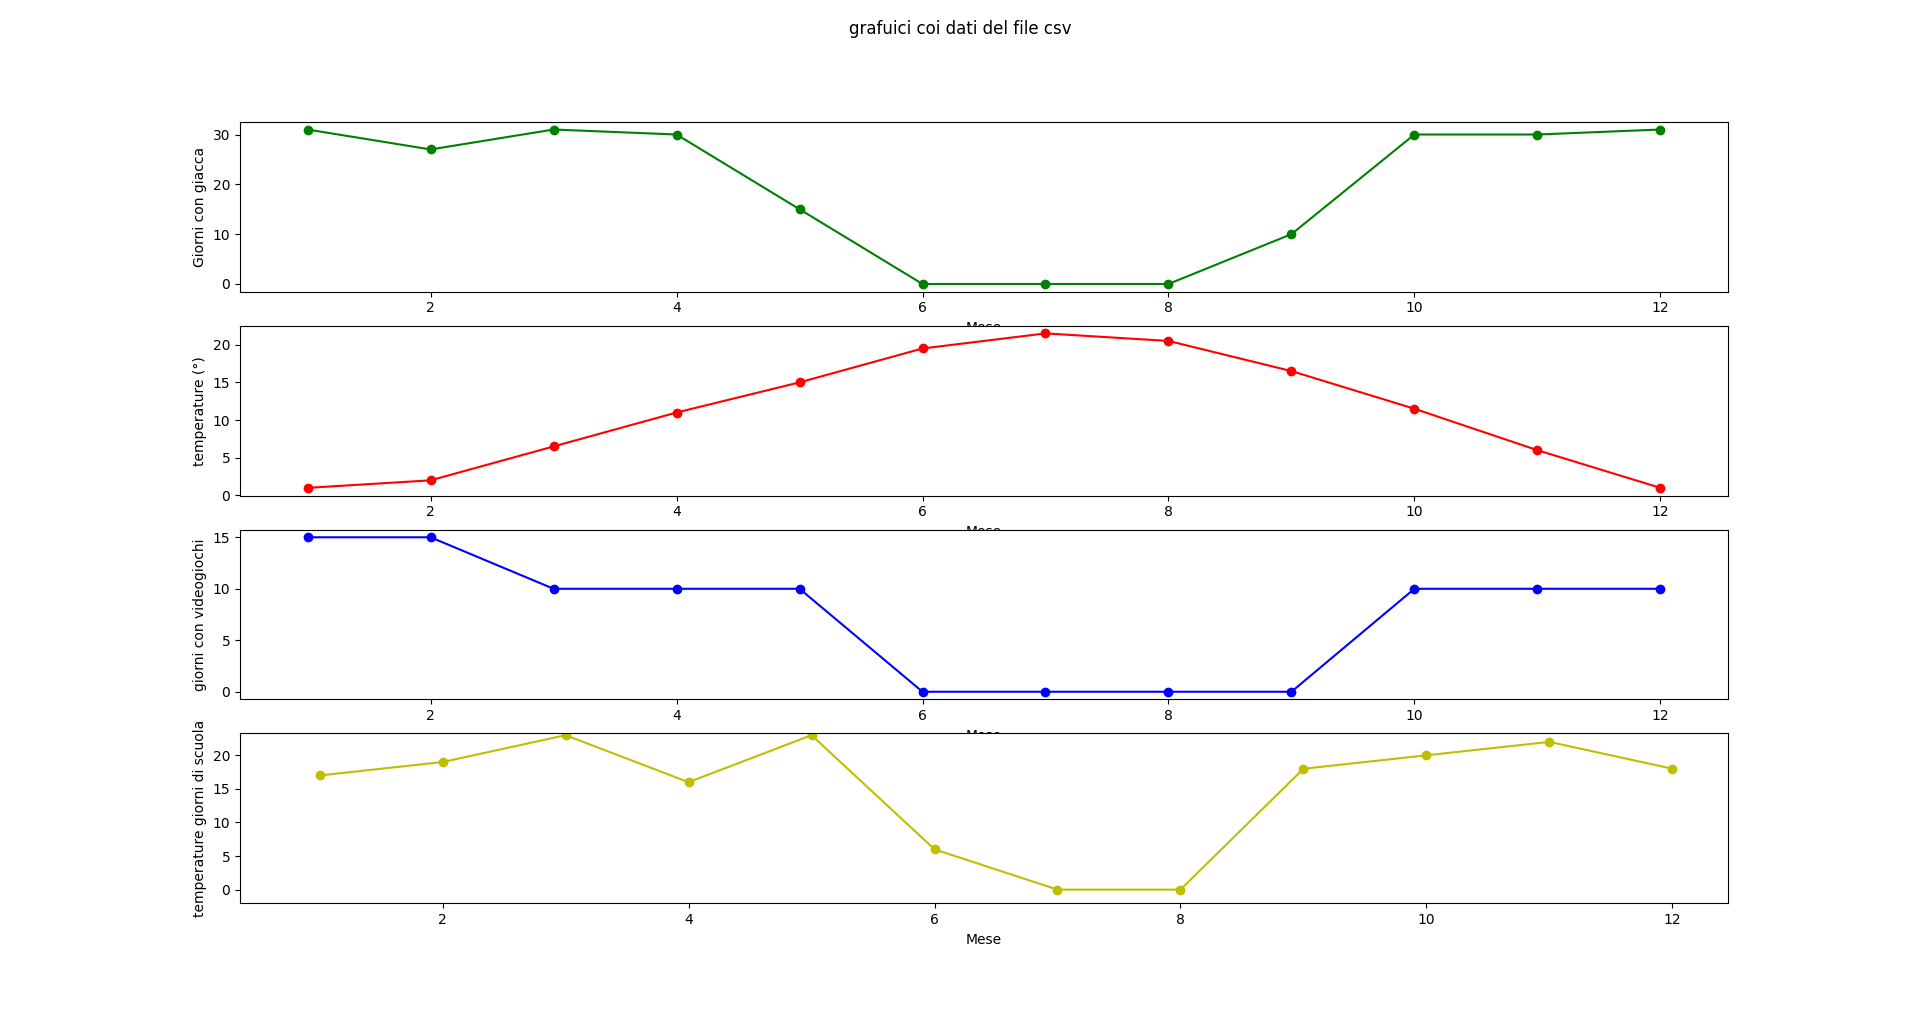 grafuici coi dati del file csv
Giorni con giacca
30
20
10
0
2 4 6 8 10 12
Mese
temperature (°)
20
15
10
5
0
2 4 6 8 10 12
Mese
giorni con videogiochi
15
10
5
0
2 4 6 8 10 12
Mese
temperature giorni di scuola
20
15
10
5
0
2 4 6 8 10 12
Mese